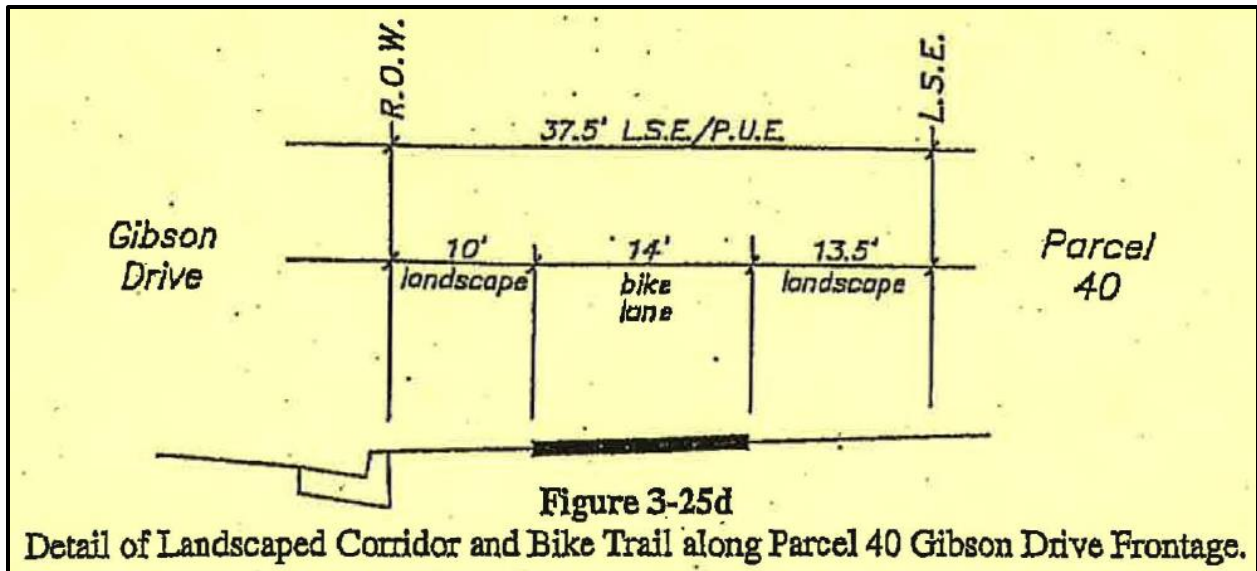 R.O.W.
L.S.E.
37.5' L.S.E./P.U.E.
Gibson
Drive
10'
landscape
14'
bike
lane
13.5'
landscape
Parcel
40
Figure 3-25d
Detail of Landscaped Corridor and Bike Trail along Parcel 40 Gibson Drive Frontage.